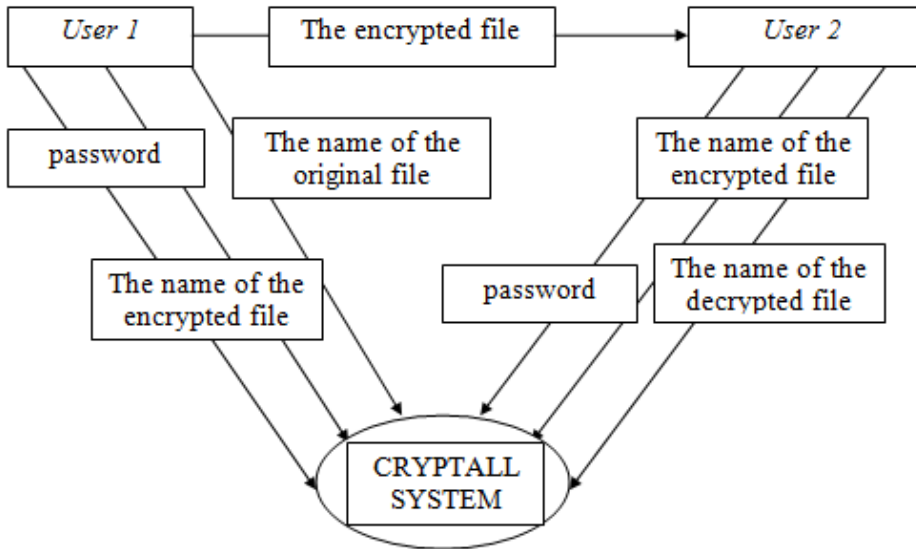 User 1
The encrypted file
User 2
password
The name of the
original file
The name of the
encrypted file
The name of the
encrypted file
password
The name of the
decrypted file
CRYPTALL
SYSTEM